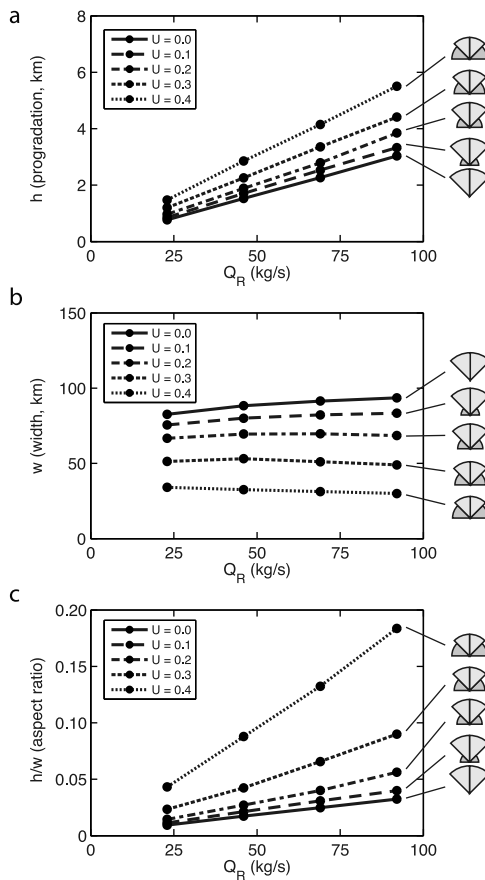 a
8
6
4
2
0
h (progradation, km)
U = 0.0
U = 0.1
U = 0.2
U = 0.3
U = 0.4
0 25 50 75 100
Q_R (kg/s)
b
150
100
50
0
w (width, km)
U = 0.0
U = 0.1
U = 0.2
U = 0.3
U = 0.4
0 25 50 75 100
Q_R (kg/s)
c
0.20
0.15
0.10
0.05
0
h/w (aspect ratio)
U = 0.0
U = 0.1
U = 0.2
U = 0.3
U = 0.4
0 25 50 75 100
Q_R (kg/s)